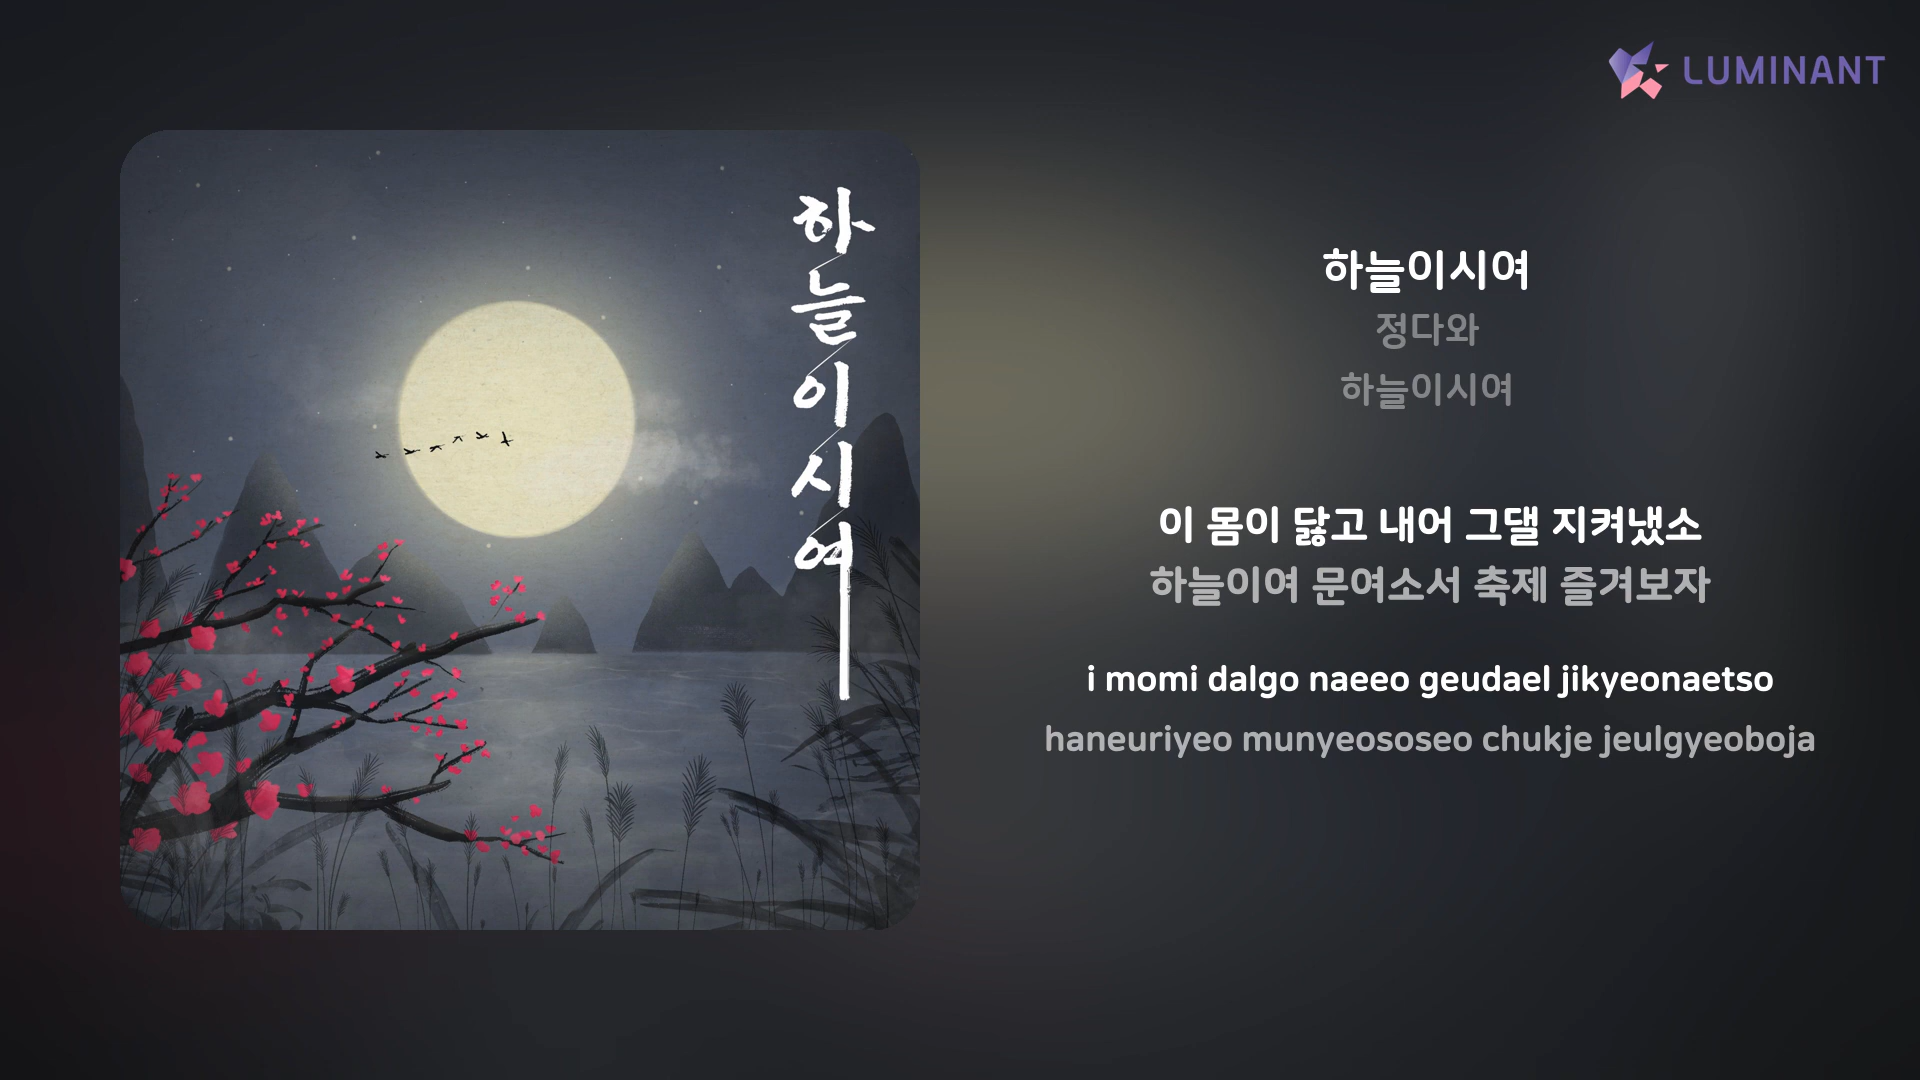 하늘이시여
LUMINANT
하늘이시여
정다와
하늘이시여
이 몸이 닳고 내어 그댈 지켜냈소
하늘이여 문여소서 축제 즐겨보자
i momi dalgo naeeo geudael jikyeonaetso
haneuriyeo munyeososeo chukje jeulgyeoboja